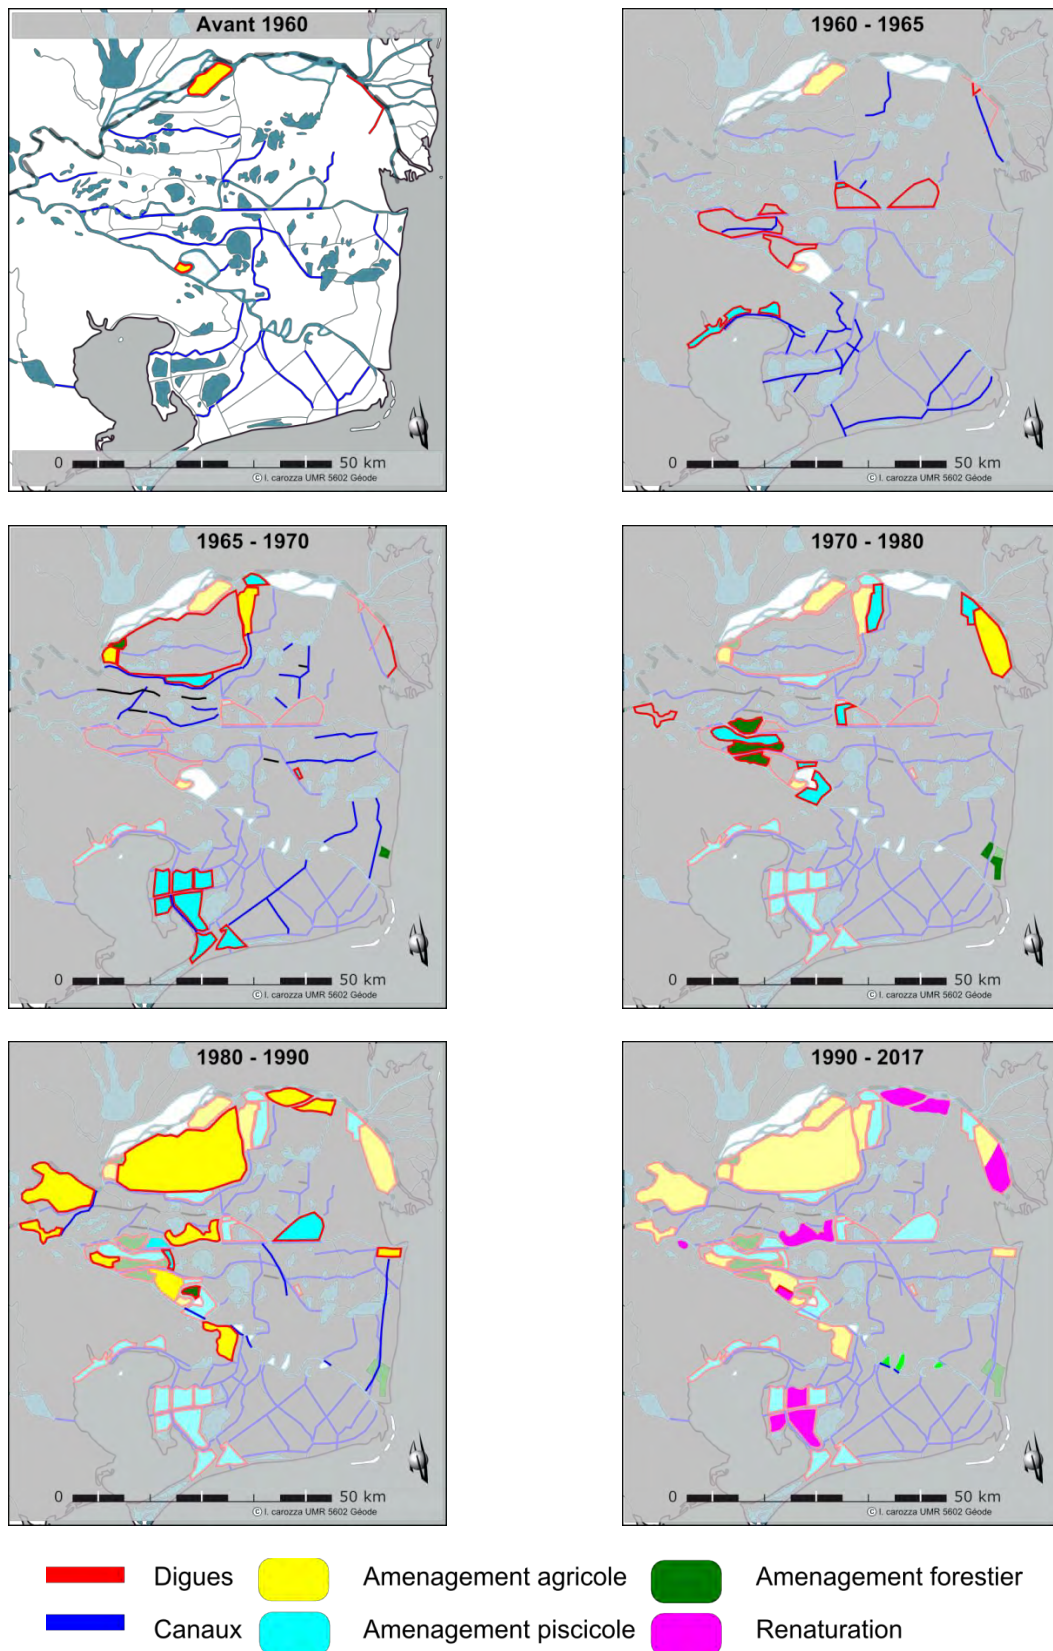 Avant 1960
0 50 km
© l. carozza UMR 5602 Géode
1960 - 1965
0 50 km
© l. carozza UMR 5602 Géode
1965 - 1970
0 50 km
© l. carozza UMR 5602 Géode
1970 - 1980
0 50 km
© l. carozza UMR 5602 Géode
1980 - 1990
0 50 km
© l. carozza UMR 5602 Géode
1990 - 2017
0 50 km
© l. carozza UMR 5602 Géode
Digues
Amenagement agricole
Amenagement forestier
Canaux
Amenagement piscicole
Renaturation